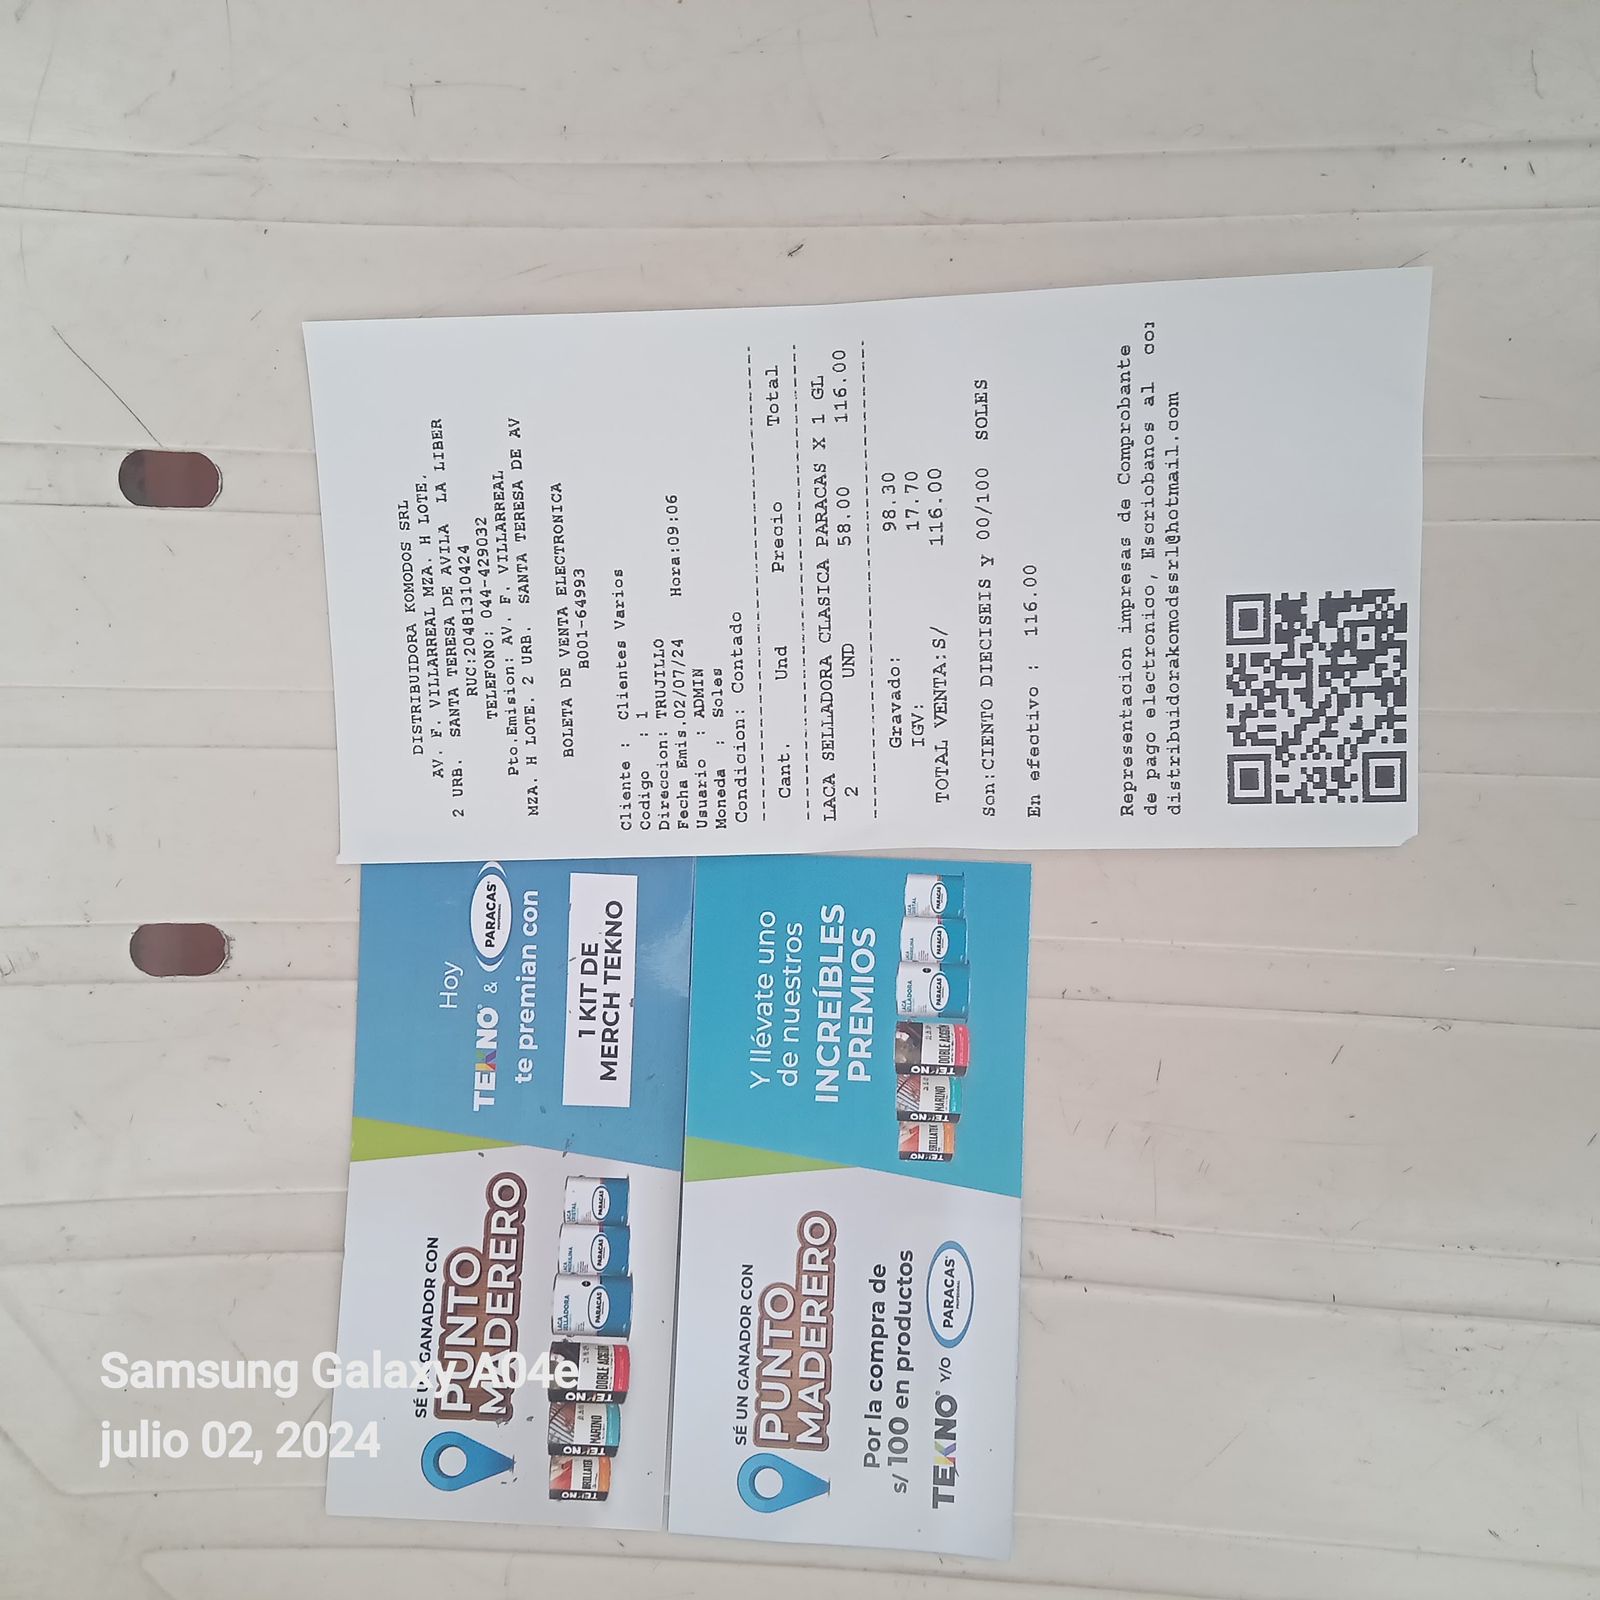 Samsung Galaxy A04e
julio 02, 2024
SÉ UN GANADOR CON
PUNTO
MADERERO
TEKNO
BRILLATEK
TEKNO
MARINO
TEKNO
DOBLE ACCIÓN
LACA
SELLADORA
PARACAS
LACA
PIROXILINA
PARACAS
LACA
CRISTAL
PARACAS
Hoy
TEKNO & PARACAS
PROFESIONAL
te premian con
1 KIT DE
MERCH TEKNO
SÉ UN GANADOR CON
PUNTO
MADERERO
Por la compra de
s/ 100 en productos
TEKNO Y/O PARACAS
PROFESIONAL
Y llévate uno
de nuestros
INCREÍBLES
PREMIOS
TEKNO
BRILLATEK
TEKNO
MARINO
TEKNO
DOBLE ACCIÓN
LACA
SELLADORA
PARACAS
LACA
PIROXILINA
PARACAS
LACA
CRISTAL
PARACAS
DISTRIBUIDORA KOMODOS SRL
AV. F. VILLARREAL MZA. H LOTE.
2 URB. SANTA TERESA DE AVILA LA LIBER
RUC:20481310424
TELEFONO: 044-429032
Pto.Emision: AV. F. VILLARREAL
MZA. H LOTE. 2 URB. SANTA TERESA DE AV
BOLETA DE VENTA ELECTRONICA
B001-64993
Cliente : Clientes Varios
Codigo : 1
Direccion: TRUJILLO
Fecha Emis.02/07/24 Hora:09:06
Usuario : ADMIN
Moneda : Soles
Condicion: Contado
Cant. Und Precio Total
LACA SELLADORA CLASICA PARACAS X 1 GL
2 UND 58.00 116.00
Gravado: 98.30
IGV: 17.70
TOTAL VENTA:S/ 116.00
Son:CIENTO DIECISEIS y 00/100 SOLES
En efectivo : 116.00
Representacion impresas de Comprobante
de pago electronico, Escriobanos al
distribuidorakomodssrl@hotmail.com